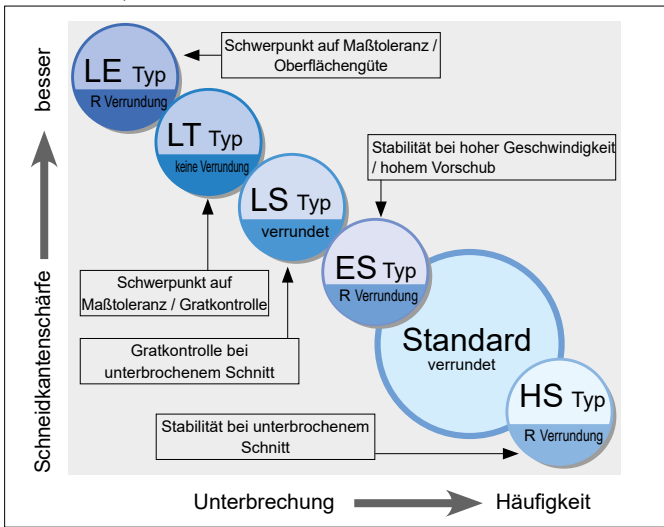 LE Typ
R Verrundung
Schwerpunkt auf Maßtoleranz /
Oberflächengüte
LT Typ
keine Verrundung
LS Typ
verrundet
Stabilität bei hoher Geschwindigkeit
/ hohem Vorschub
ES Typ
R Verrundung
Schwerpunkt auf
Maßtoleranz / Gratkontrolle
Gratkontrolle bei
unterbrochenem Schnitt
Standard
verrundet
HS Typ
R Verrundung
Stabilität bei unterbrochenem
Schnitt
Schneidkantenschärfe
besser
Unterbrechung
Häufigkeit